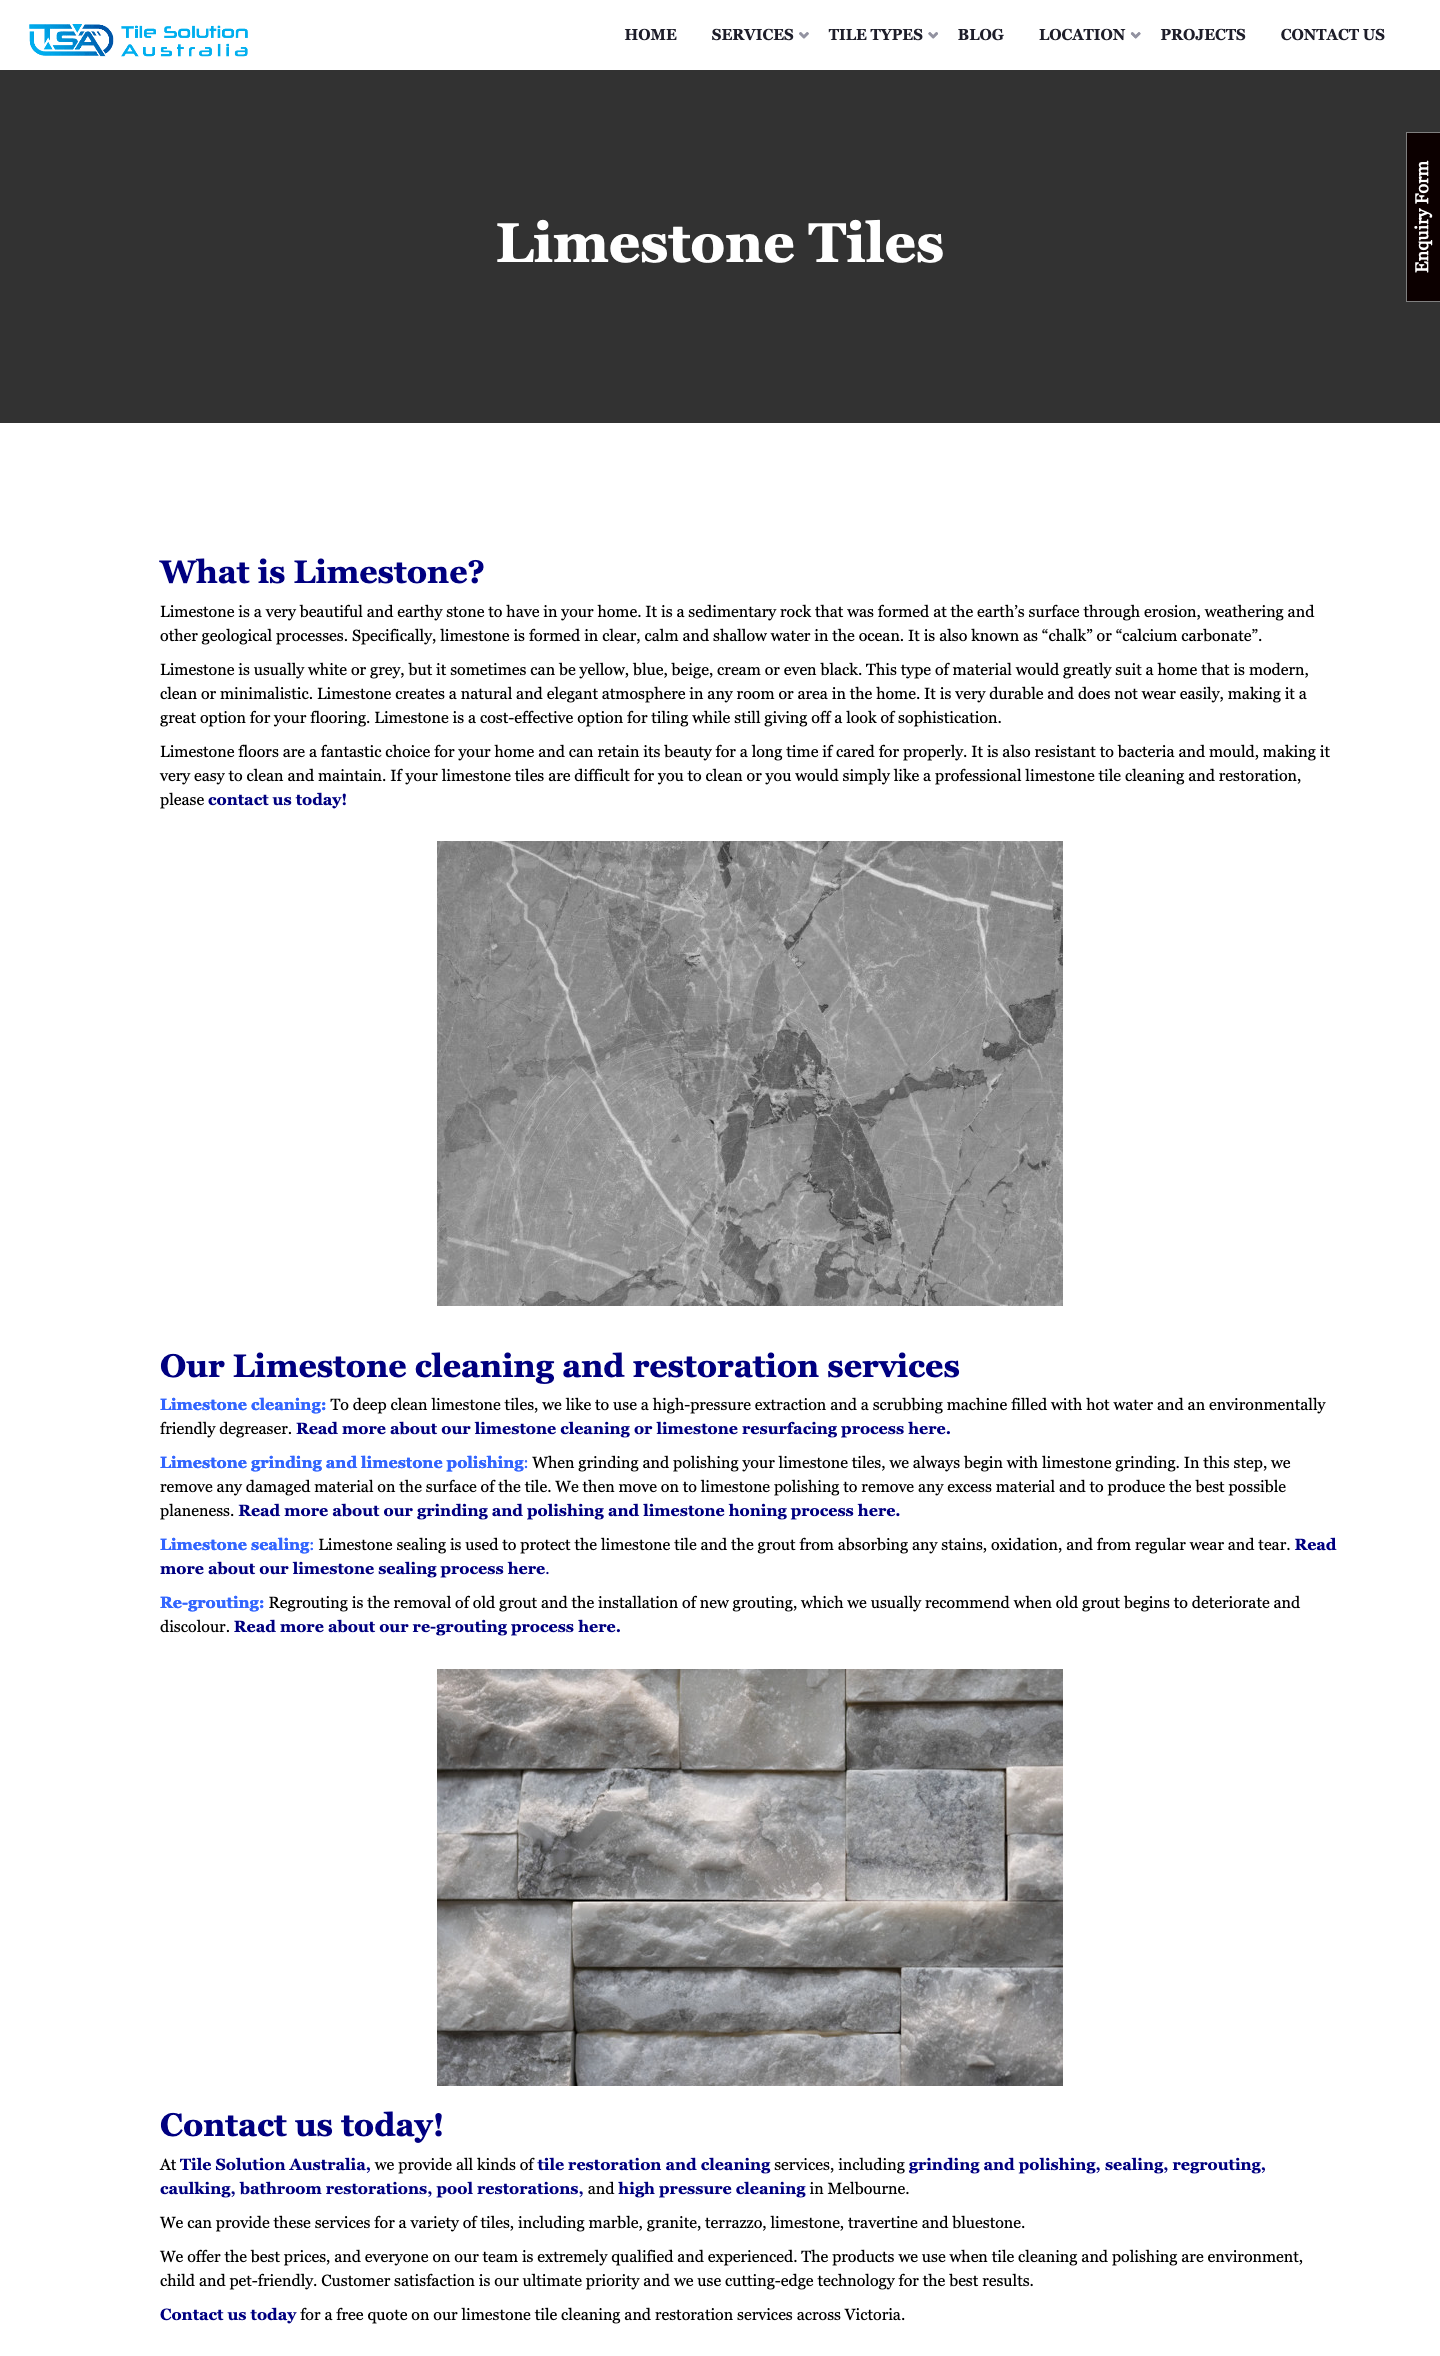 TSA Tile Solution
Australia
HOME SERVICES TILE TYPES BLOG LOCATION PROJECTS CONTACT US
Enquiry Form
Limestone Tiles
What is Limestone?
Limestone is a very beautiful and earthy stone to have in your home. It is a sedimentary rock that was formed at the earth’s surface through erosion, weathering and
other geological processes. Specifically, limestone is formed in clear, calm and shallow water in the ocean. It is also known as “chalk” or “calcium carbonate”.
Limestone is usually white or grey, but it sometimes can be yellow, blue, beige, cream or even black. This type of material would greatly suit a home that is modern,
clean or minimalistic. Limestone creates a natural and elegant atmosphere in any room or area in the home. It is very durable and does not wear easily, making it a
great option for your flooring. Limestone is a cost-effective option for tiling while still giving off a look of sophistication.
Limestone floors are a fantastic choice for your home and can retain its beauty for a long time if cared for properly. It is also resistant to bacteria and mould, making it
very easy to clean and maintain. If your limestone tiles are difficult for you to clean or you would simply like a professional limestone tile cleaning and restoration,
please contact us today!
Our Limestone cleaning and restoration services
Limestone cleaning: To deep clean limestone tiles, we like to use a high-pressure extraction and a scrubbing machine filled with hot water and an environmentally
friendly degreaser. Read more about our limestone cleaning or limestone resurfacing process here.
Limestone grinding and limestone polishing: When grinding and polishing your limestone tiles, we always begin with limestone grinding. In this step, we
remove any damaged material on the surface of the tile. We then move on to limestone polishing to remove any excess material and to produce the best possible
planeness. Read more about our grinding and polishing and limestone honing process here.
Limestone sealing: Limestone sealing is used to protect the limestone tile and the grout from absorbing any stains, oxidation, and from regular wear and tear. Read
more about our limestone sealing process here.
Re-grouting: Regrouting is the removal of old grout and the installation of new grouting, which we usually recommend when old grout begins to deteriorate and
discolour. Read more about our re-grouting process here.
Contact us today!
At Tile Solution Australia, we provide all kinds of tile restoration and cleaning services, including grinding and polishing, sealing, regrouting,
caulking, bathroom restorations, pool restorations, and high pressure cleaning in Melbourne.
We can provide these services for a variety of tiles, including marble, granite, terrazzo, limestone, travertine and bluestone.
We offer the best prices, and everyone on our team is extremely qualified and experienced. The products we use when tile cleaning and polishing are environment,
child and pet-friendly. Customer satisfaction is our ultimate priority and we use cutting-edge technology for the best results.
Contact us today for a free quote on our limestone tile cleaning and restoration services across Victoria.